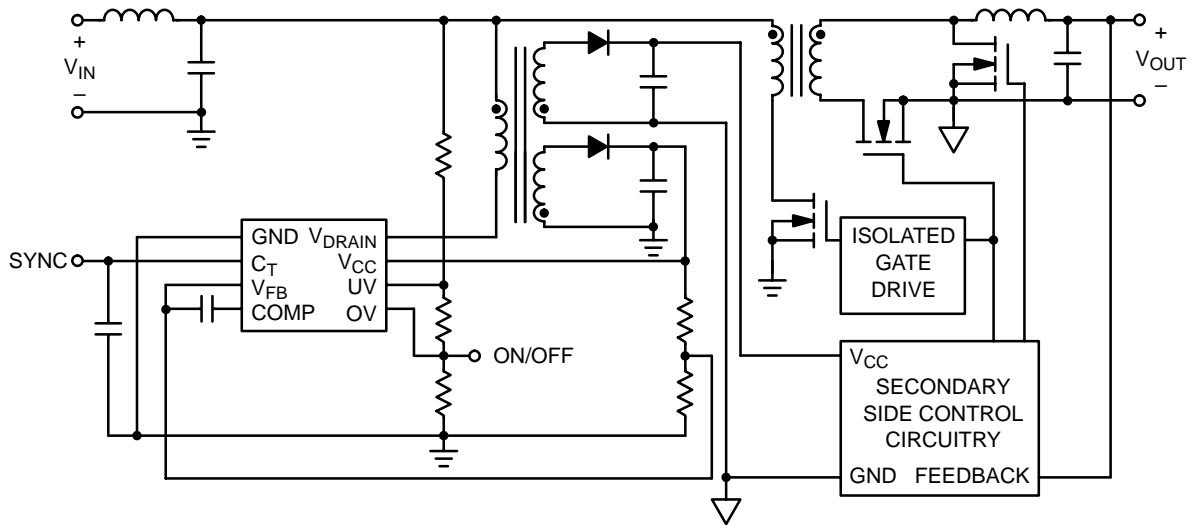 +
V_IN
–
+
V_OUT
–
SYNC
GND
C_T
V_FB
COMP
V_DRAIN
V_CC
UV
OV
ON/OFF
ISOLATED
GATE
DRIVE
V_CC
SECONDARY
SIDE CONTROL
CIRCUITRY
GND FEEDBACK